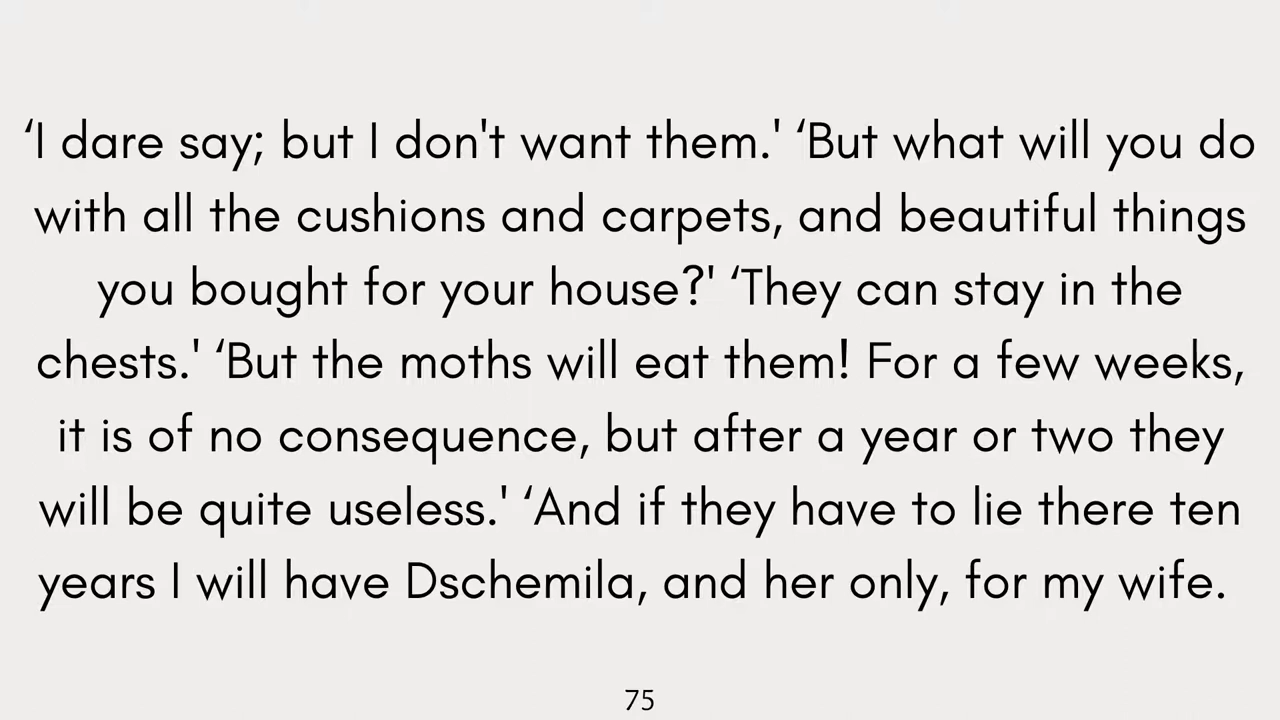 ‘I dare say; but I don't want them.' ‘But what will you do
with all the cushions and carpets, and beautiful things
you bought for your house?' ‘They can stay in the
chests.' ‘But the moths will eat them! For a few weeks,
it is of no consequence, but after a year or two they
will be quite useless.' ‘And if they have to lie there ten
years I will have Dschemila, and her only, for my wife.
75